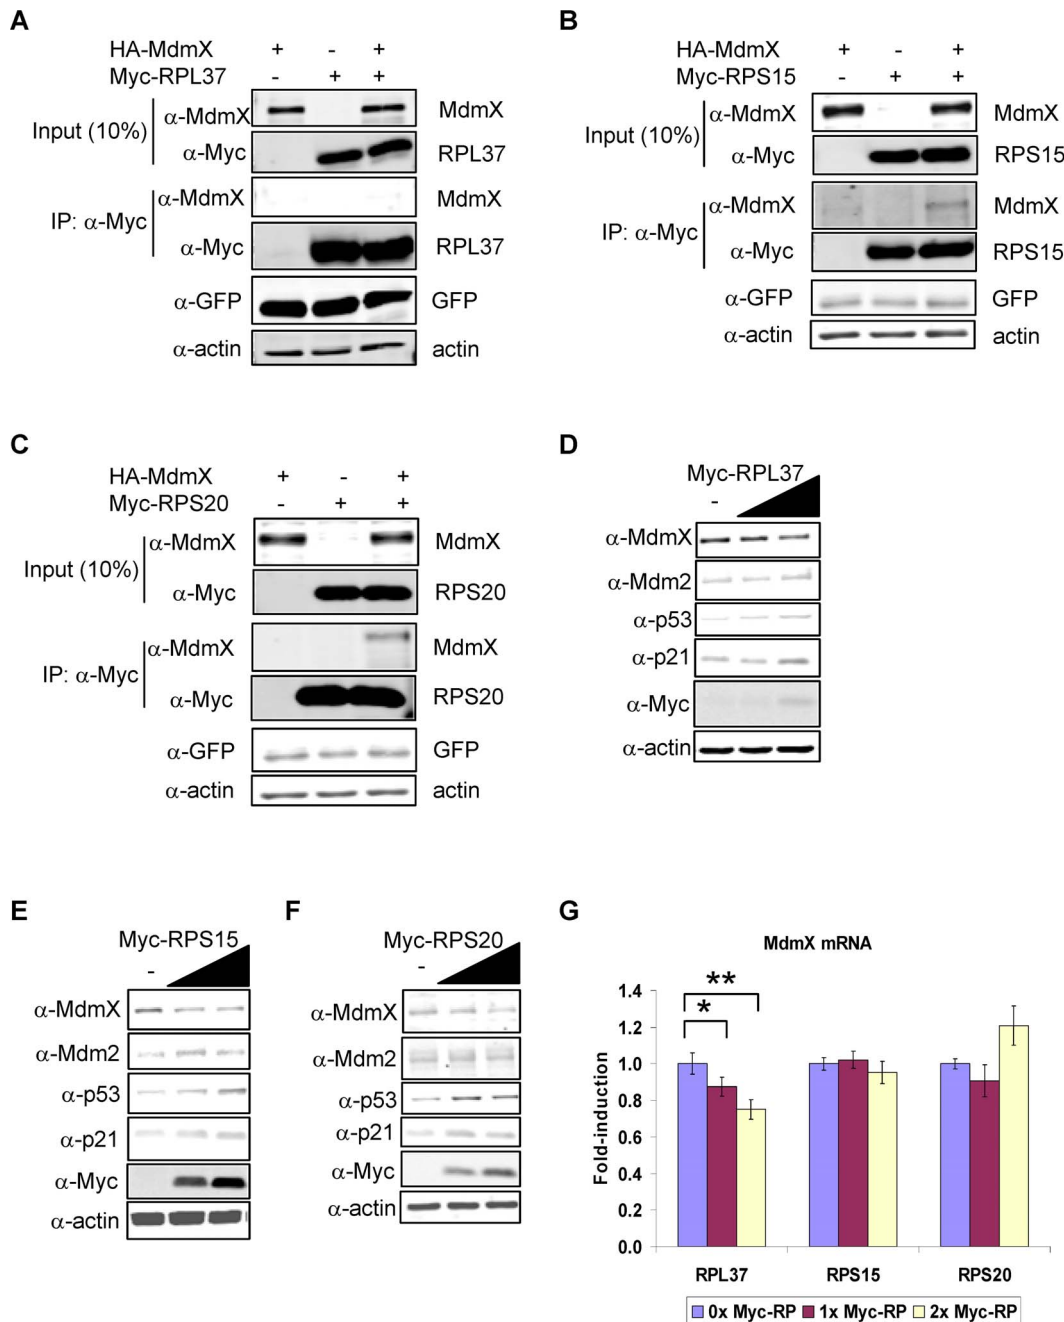 A
HA-MdmX + - +
Myc-RPL37 - + +
Input (10%)
α-MdmX MdmX
α-Myc RPL37
IP: α-Myc
α-MdmX MdmX
α-Myc RPL37
α-GFP GFP
α-actin actin
B
HA-MdmX + - +
Myc-RPS15 - + +
Input (10%)
α-MdmX MdmX
α-Myc RPS15
IP: α-Myc
α-MdmX MdmX
α-Myc RPS15
α-GFP GFP
α-actin actin
C
HA-MdmX + - +
Myc-RPS20 - + +
Input (10%)
α-MdmX MdmX
α-Myc RPS20
IP: α-Myc
α-MdmX MdmX
α-Myc RPS20
α-GFP GFP
α-actin actin
D
Myc-RPL37
-
α-MdmX
α-Mdm2
α-p53
α-p21
α-Myc
α-actin
E
Myc-RPS15
-
α-MdmX
α-Mdm2
α-p53
α-p21
α-Myc
α-actin
F
Myc-RPS20
-
α-MdmX
α-Mdm2
α-p53
α-p21
α-Myc
α-actin
G
MdmX mRNA
Fold-induction
1.4
1.2
1.0
0.8
0.6
0.4
0.2
0.0
**
*
RPL37 RPS15 RPS20
0x Myc-RP 1x Myc-RP 2x Myc-RP